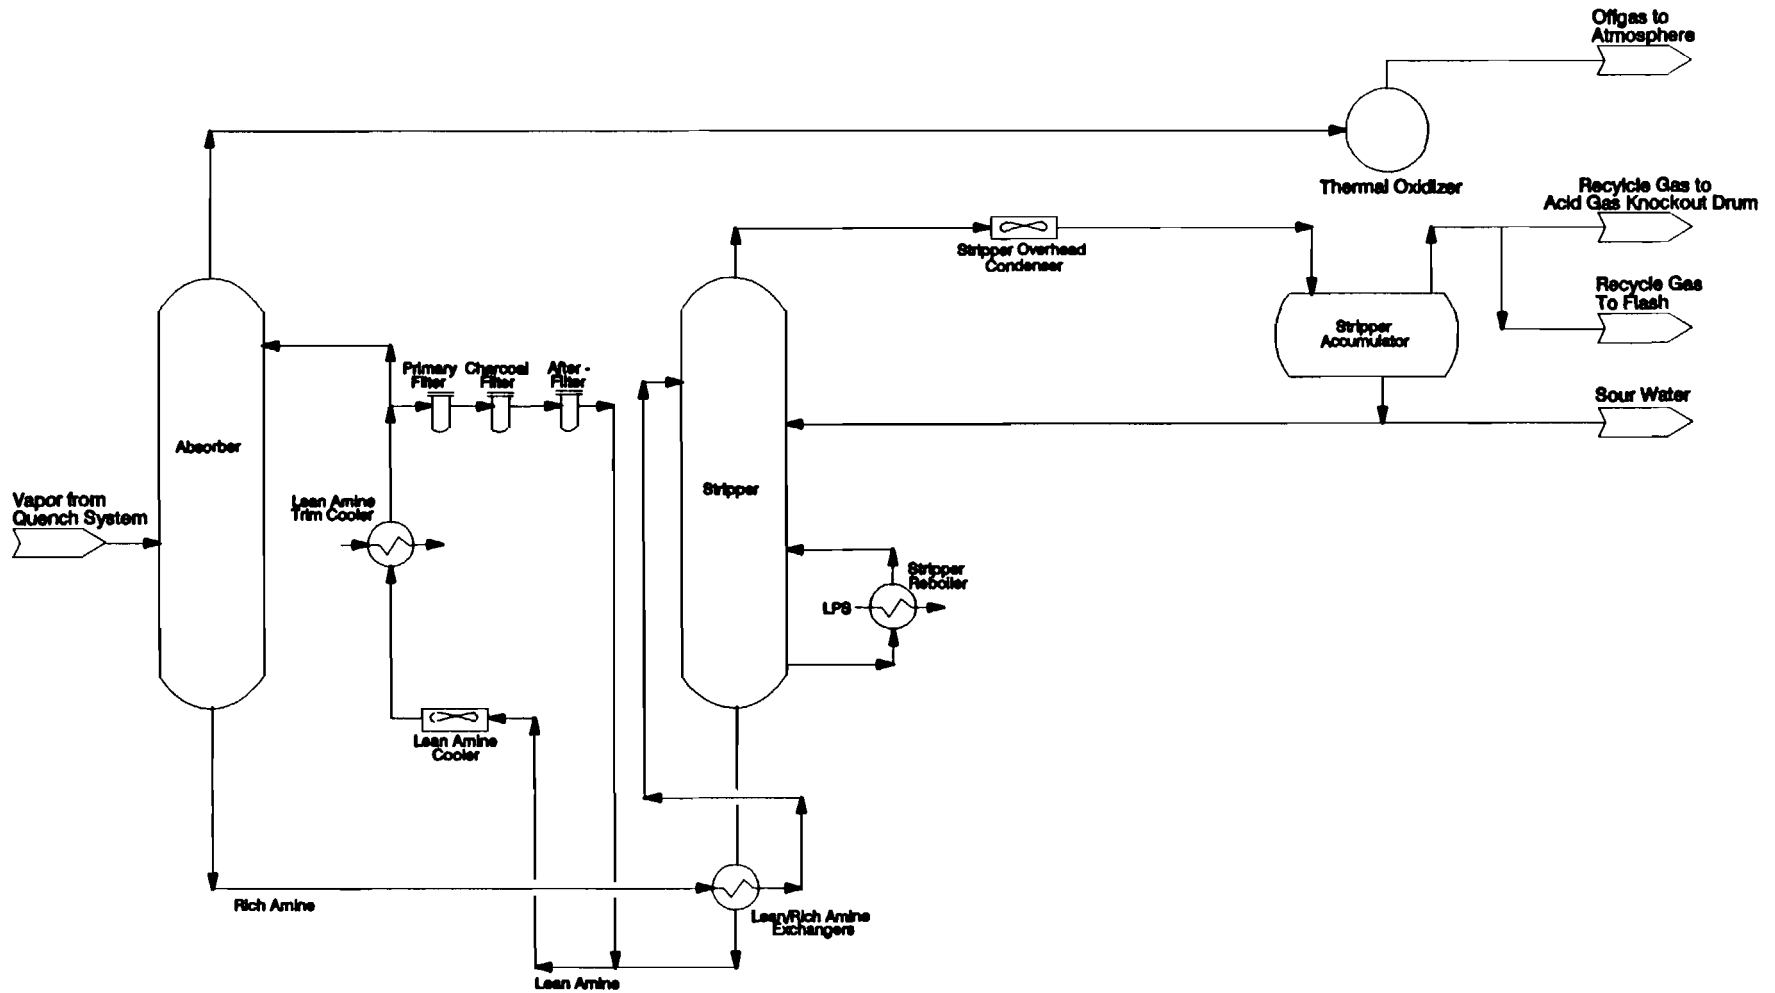 Offgas to
Atmosphere
Thermal Oxidizer
Recylcle Gas to
Acid Gas Knockout Drum
Stripper Overhead
Condenser
Recycle Gas
To Flash
Stripper
Accumulator
Primary
Filter
Charcoal
Filter
After -
Filter
Sour Water
Absorber
Stripper
Vapor from
Quench System
Lean Amine
Trim Cooler
Stripper
Reboiler
LPS
Lean Amine
Cooler
Rich Amine
Lean/Rich Amine
Exchangers
Lean Amine